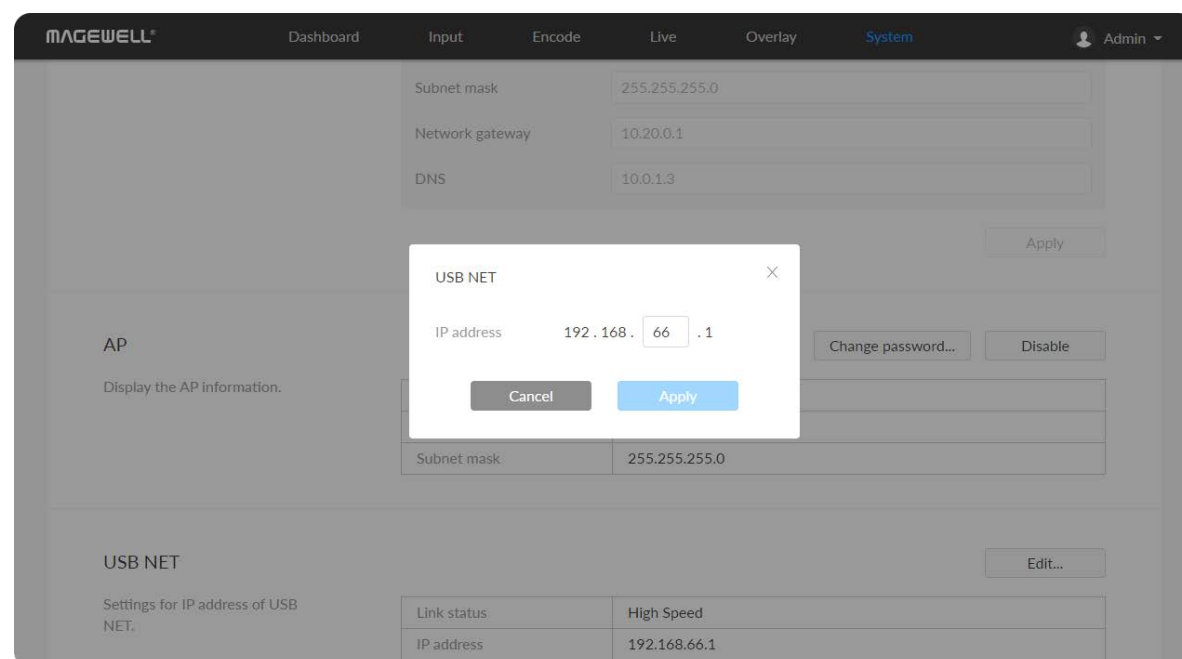 MAGEWELL® Dashboard Input Encode Live Overlay System Admin
Subnet mask 255.255.255.0
Network gateway 10.20.0.1
DNS 10.0.1.3
Apply
USB NET
IP address 192 . 168 . 66 . 1
Cancel Apply
AP Change password... Disable
Display the AP information.
Subnet mask 255.255.255.0
USB NET Edit...
Settings for IP address of USB
NET.
Link status High Speed
IP address 192.168.66.1